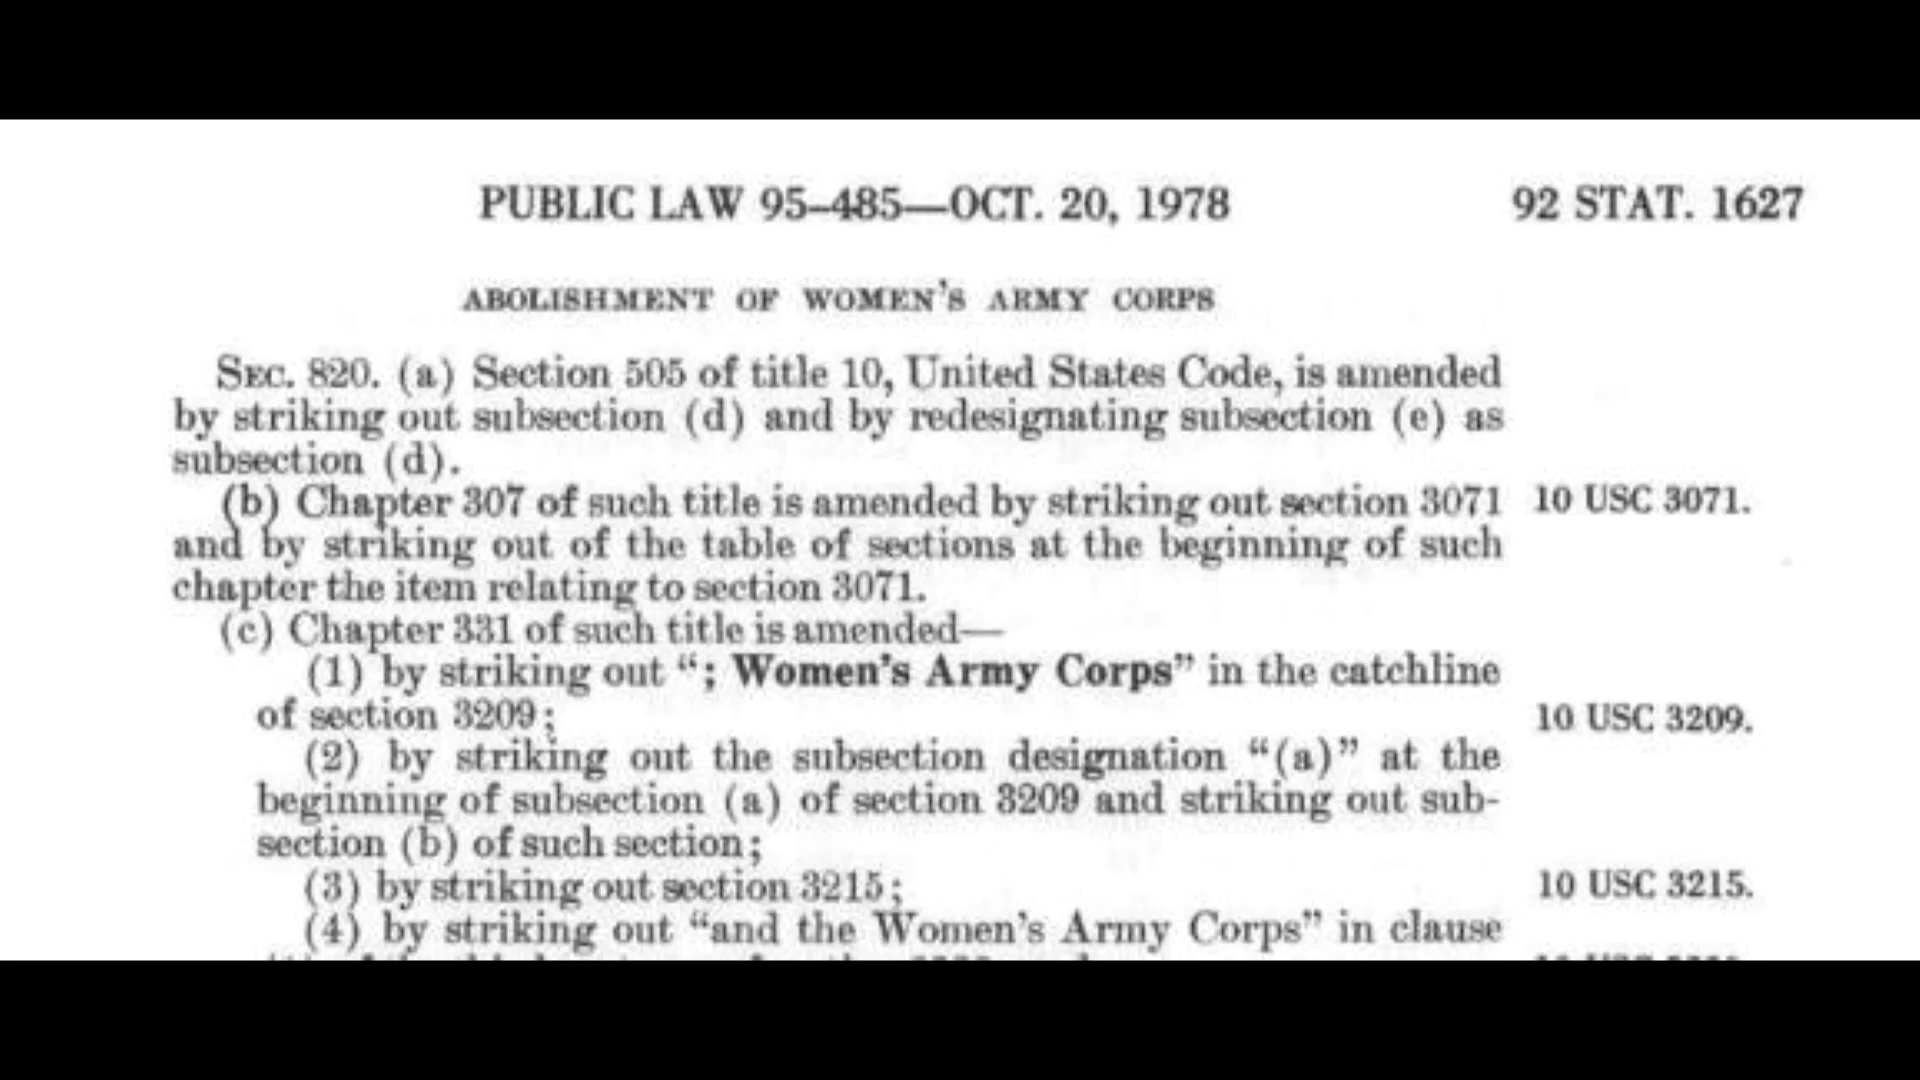 PUBLIC LAW 95–485—OCT. 20, 1978 92 STAT. 1627
ABOLISHMENT OF WOMEN'S ARMY CORPS
SEC. 820. (a) Section 505 of title 10, United States Code, is amended
by striking out subsection (d) and by redesignating subsection (e) as
subsection (d).
(b) Chapter 307 of such title is amended by striking out section 3071 10 USC 3071.
and by striking out of the table of sections at the beginning of such
chapter the item relating to section 3071.
(c) Chapter 331 of such title is amended—
(1) by striking out “; Women's Army Corps” in the catchline
of section 3209; 10 USC 3209.
(2) by striking out the subsection designation “(a)” at the
beginning of subsection (a) of section 3209 and striking out sub-
section (b) of such section;
(3) by striking out section 3215; 10 USC 3215.
(4) by striking out “and the Women's Army Corps” in clause